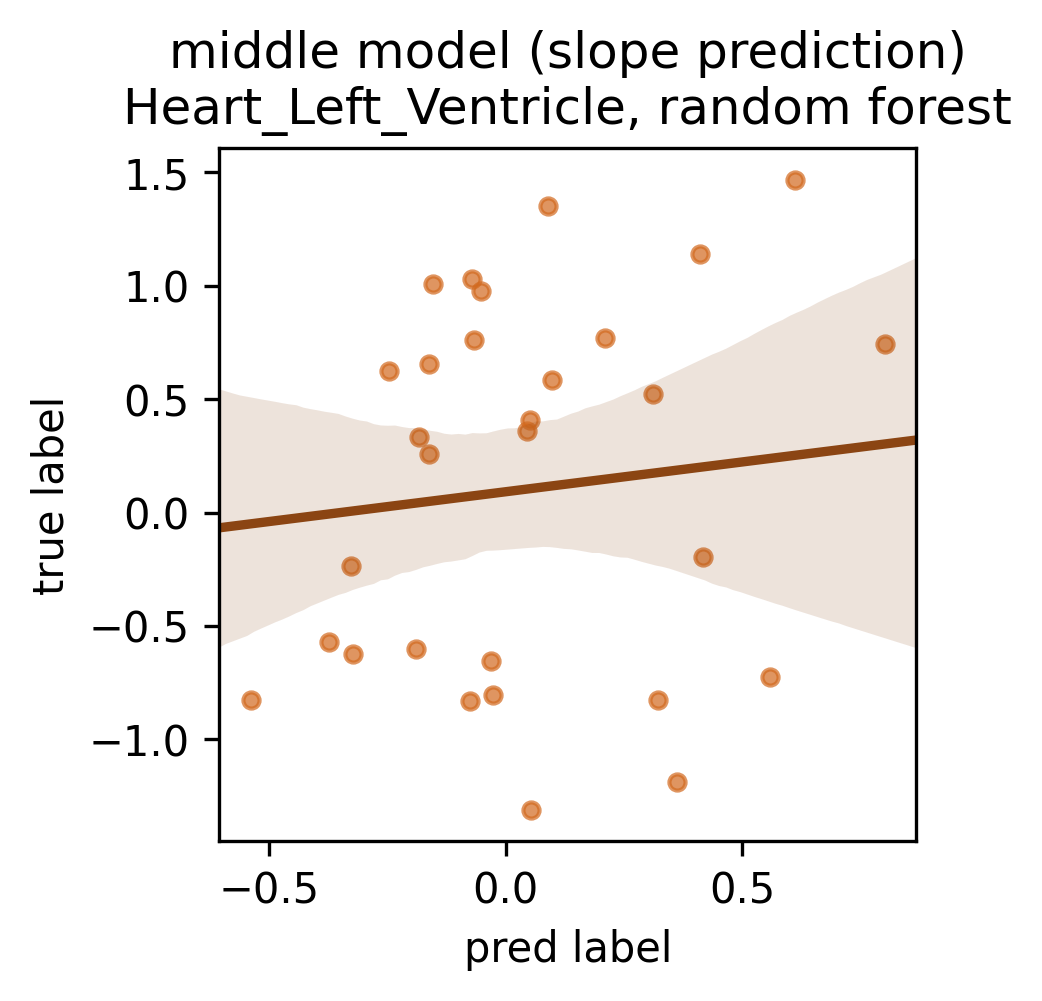 middle model (slope prediction)
Heart_Left_Ventricle, random forest
1.5
1.0
0.5
0.0
−0.5
−1.0
true label
−0.5
0.0
0.5
pred label